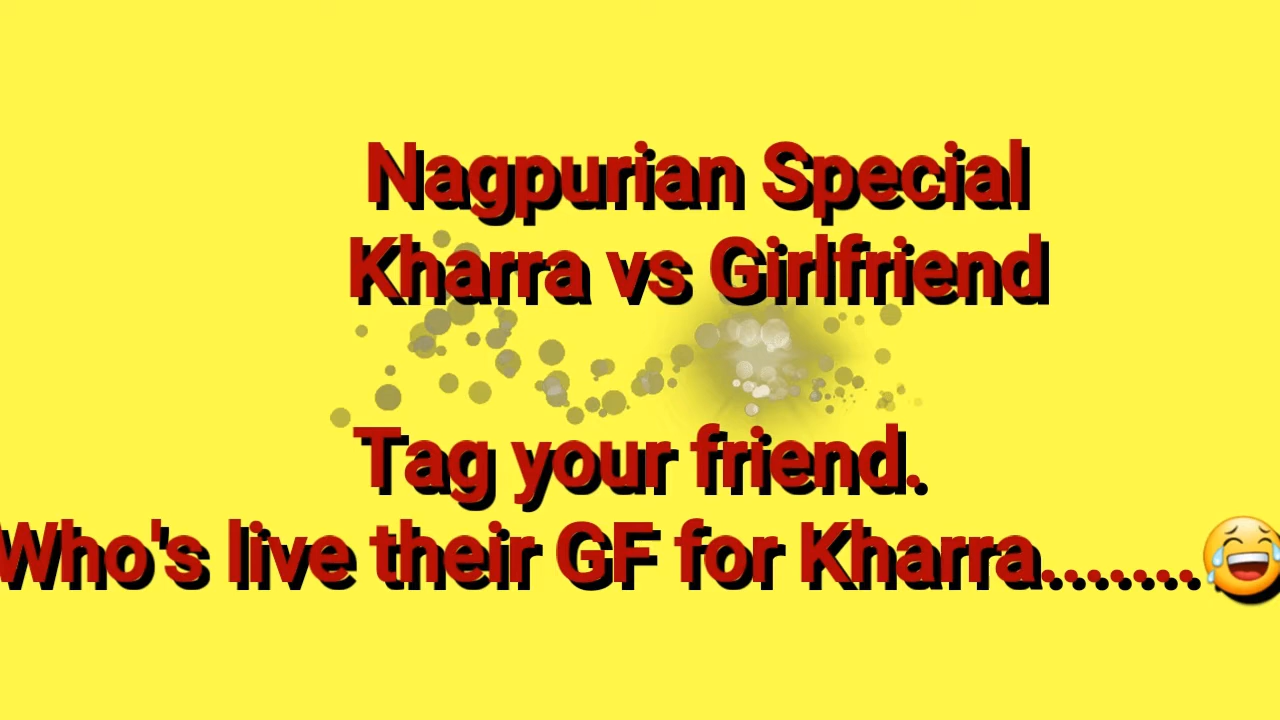 Nagpurian Special
Kharra vs Girlfriend
Tag your friend.
Who's live their GF for Kharra.......😂